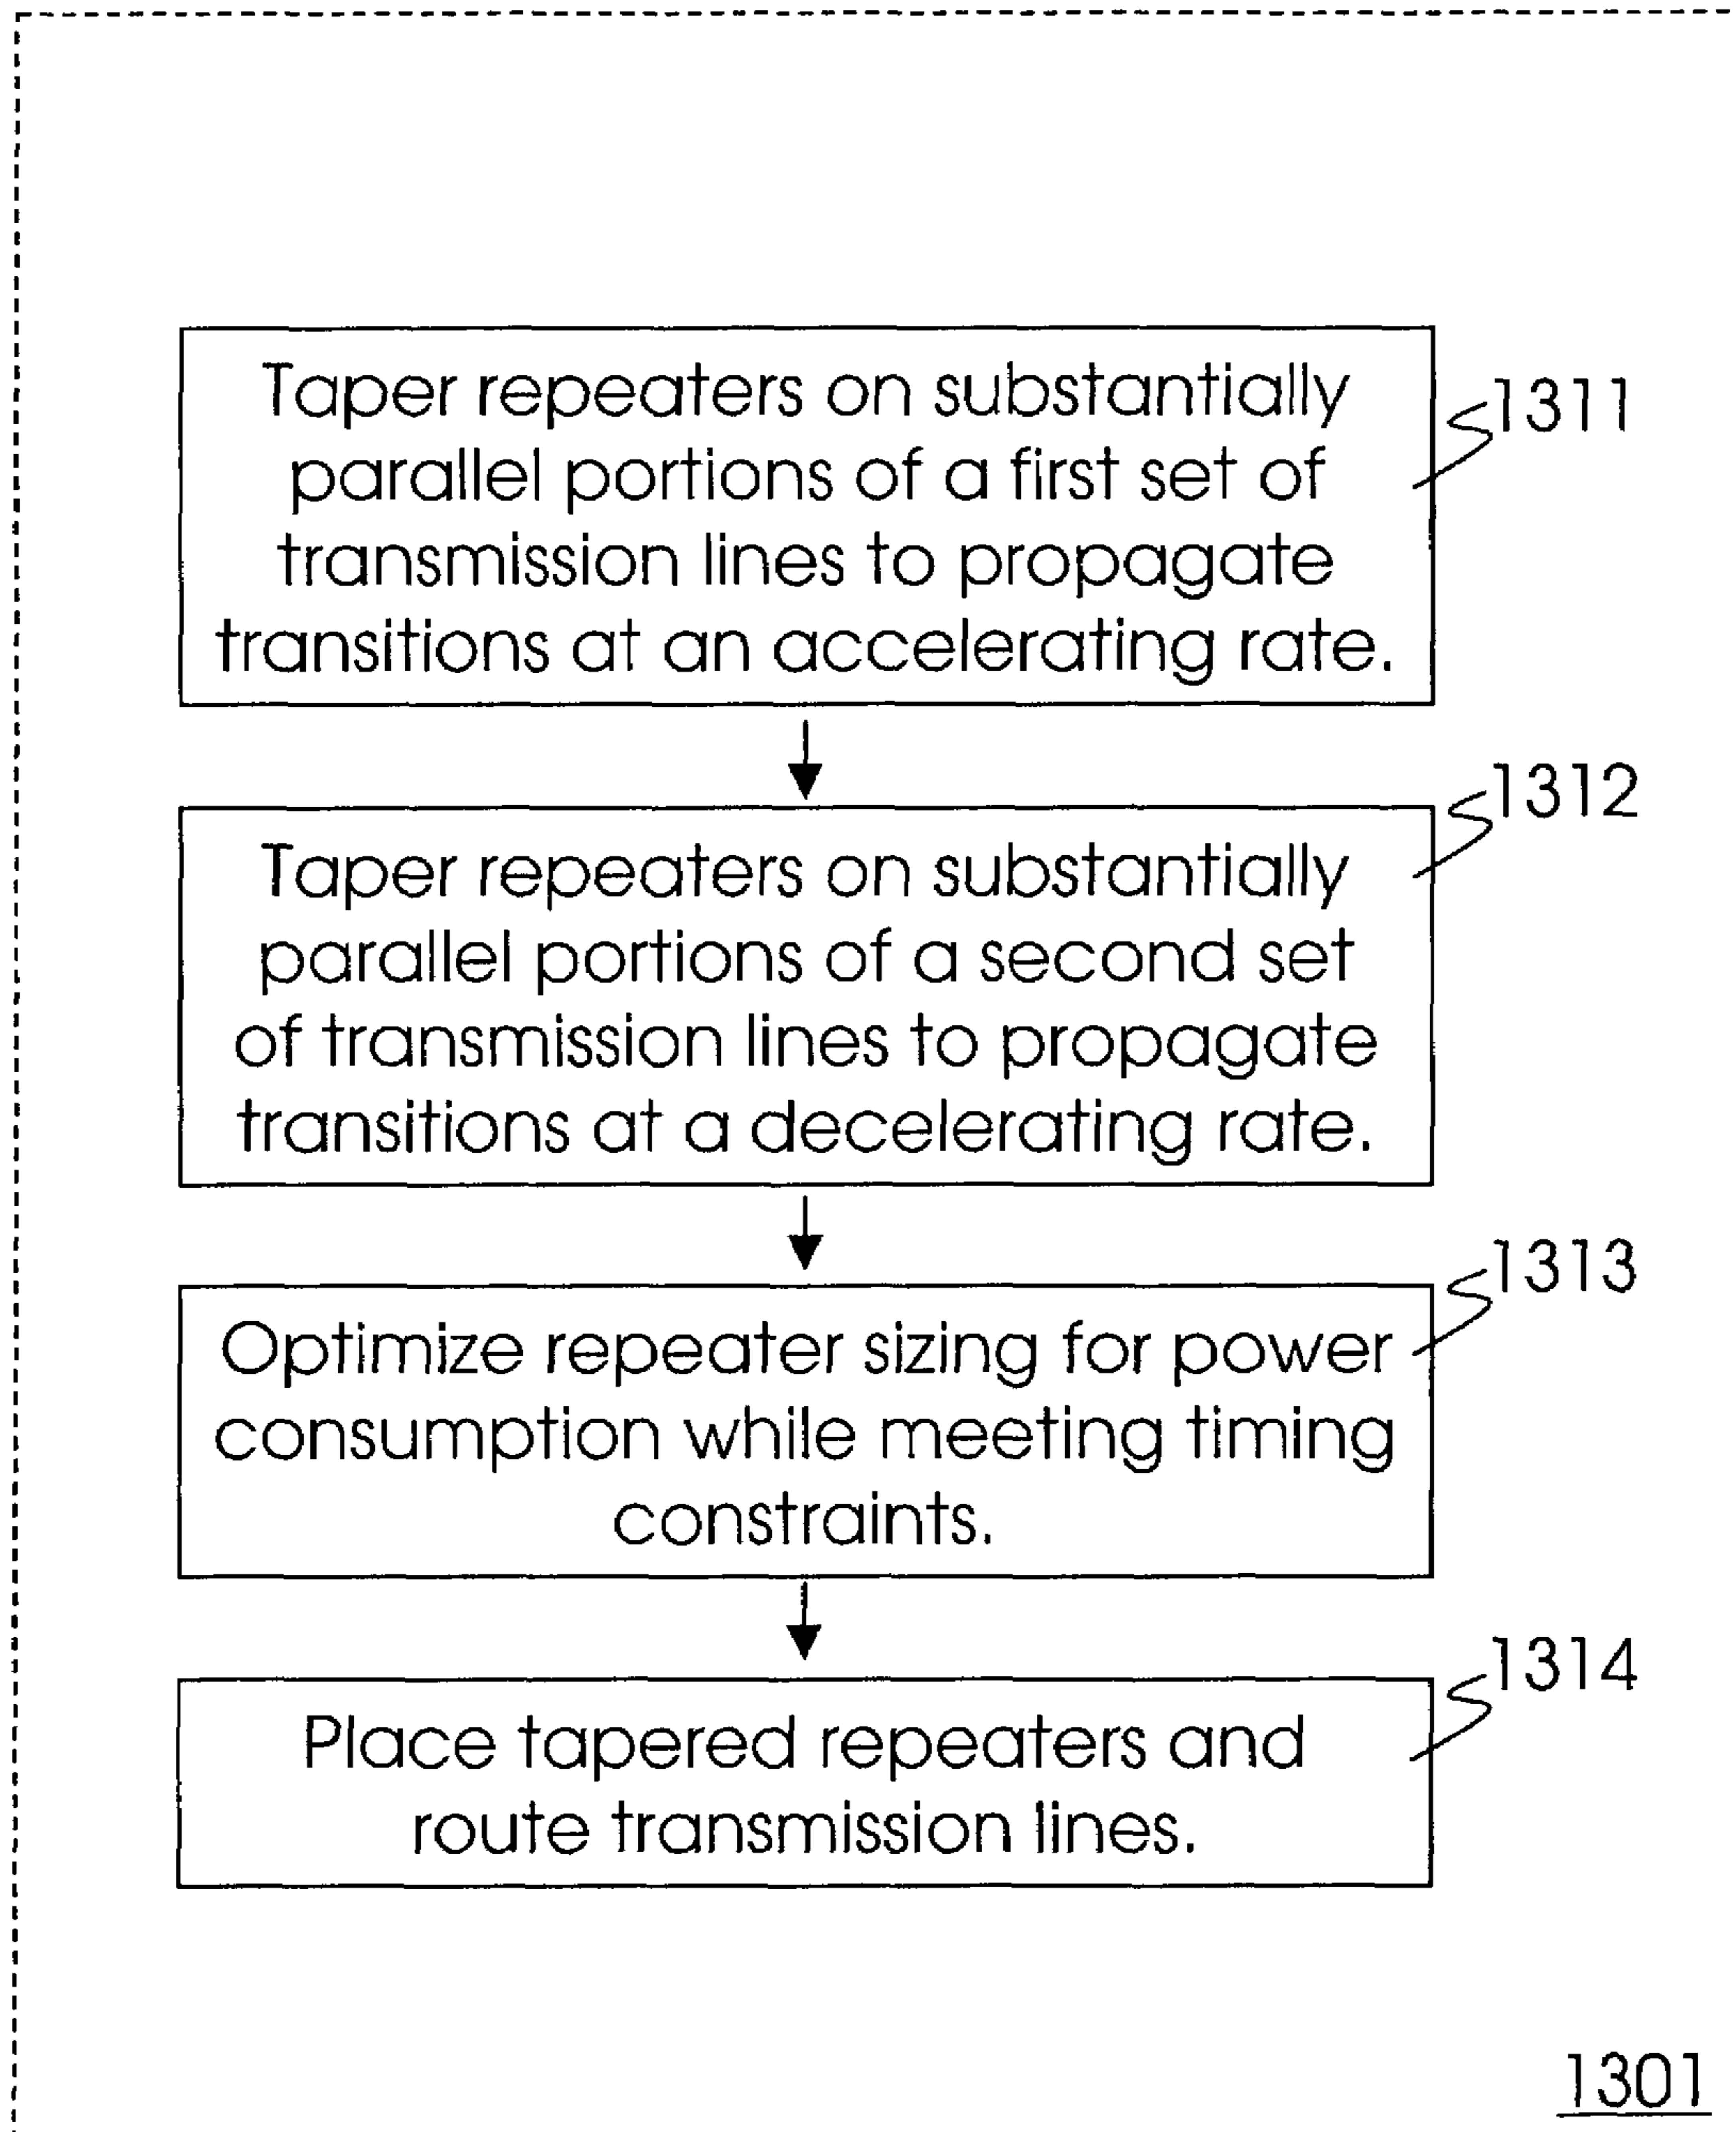 Taper repeaters on substantially
parallel portions of a first set of
transmission lines to propagate
transitions at an accelerating rate.
1311
Taper repeaters on substantially
parallel portions of a second set
of transmission lines to propagate
transitions at a decelerating rate.
1312
Optimize repeater sizing for power
consumption while meeting timing
constraints.
1313
Place tapered repeaters and
route transmission lines.
1314
1301